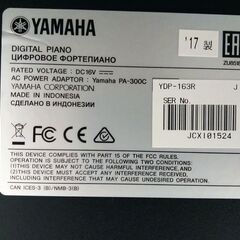 YAMAHA
'17
DIGITAL PIANO
ЦИФРОВОЕ ФОРТЕПИАНО
RATED VOLTAGE : DC16V
AC POWER ADAPTOR : Yamaha PA-300C
YAMAHA CORPORATION
MADE IN INDONESIA
СДЕЛАНО В ИНДОНЕЗИИ
YDP-163R J
SER No.
JCXI01524
THIS DEVICE COMPLIES WITH PART 15 OF THE FCC RULES. OPERATION
IS SUBJECT TO THE FOLLOWING TWO CONDITIONS:
(1) THIS DEVICE MAY NOT CAUSE HARMFUL INTERFERENCE, AND (2) THIS DEVICE
MUST ACCEPT ANY INTERFERENCE RECEIVED, INCLUDING INTERFERENCE THAT
MAY CAUSE UNDESIRED OPERATION.
CAN ICES-3 (B)/NMB-3(B)